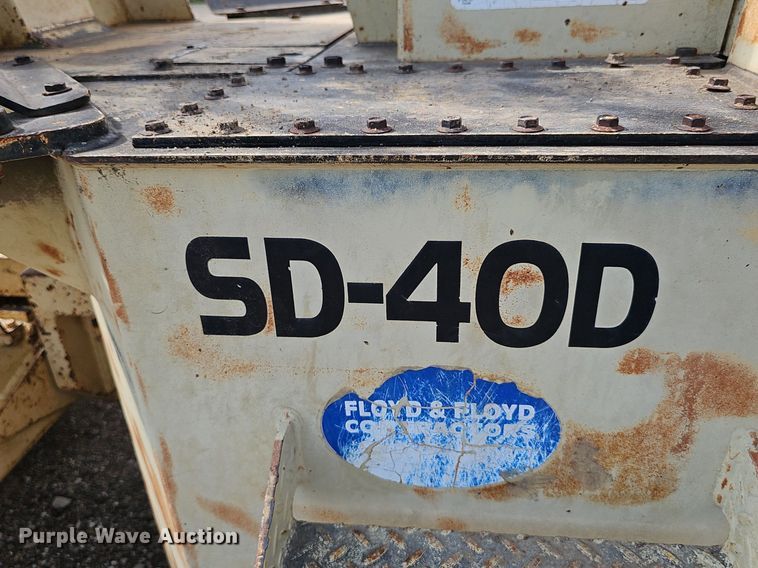 SD-40D
FLOYD & FLOYD
CONTRACTORS
Purple Wave Auction